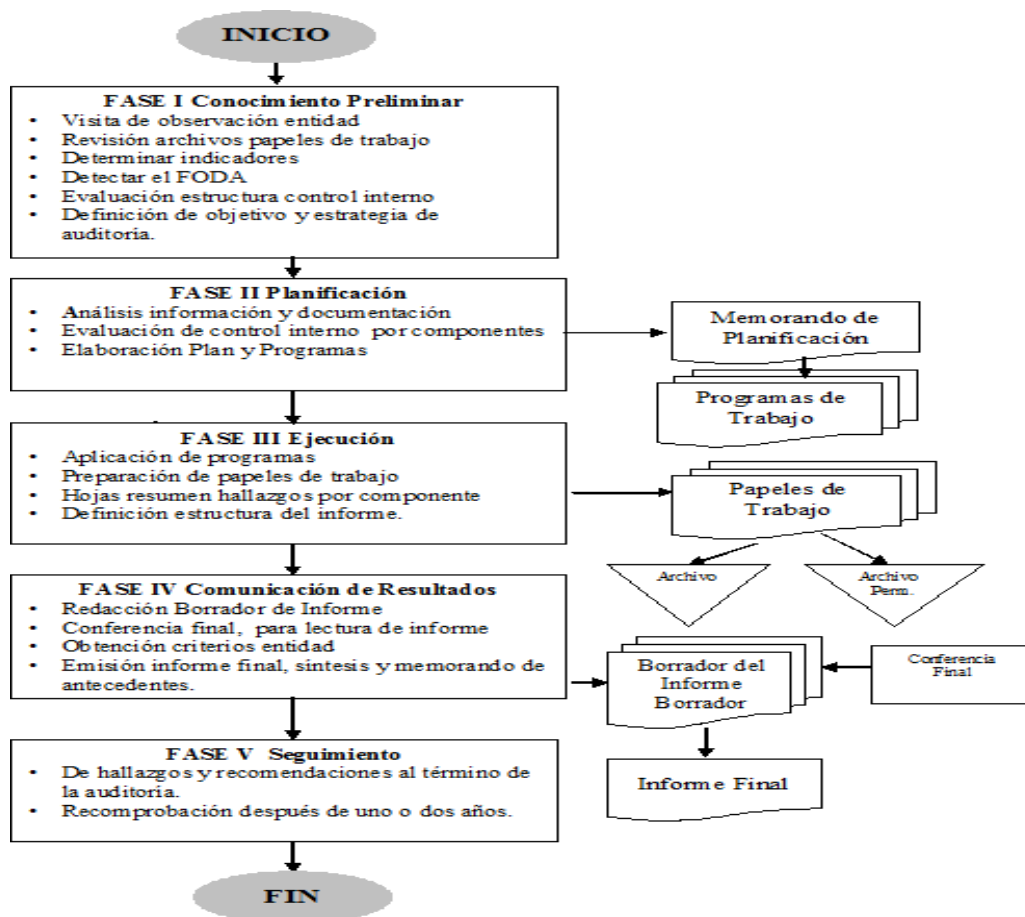 INICIO
FASE I Conocimiento Preliminar
• Visita de observación entidad
• Revisión archivos papeles de trabajo
• Determinar indicadores
• Detectar el FODA
• Evaluación estructura control interno
• Definición de objetivo y estrategia de
auditoría.
FASE II Planificación
• Análisis información y documentación
• Evaluación de control interno por componentes
• Elaboración Plan y Programas
Memorando de
Planificación
Programas de
Trabajo
FASE III Ejecución
• Aplicación de programas
• Preparación de papeles de trabajo
• Hojas resumen hallazgos por componente
• Definición estructura del informe.
Papeles de
Trabajo
Archivo
Archivo
Perm.
FASE IV Comunicación de Resultados
• Redacción Borrador de Informe
• Conferencia final, para lectura de informe
• Obtención criterios entidad
• Emisión informe final, síntesis y memorando de
antecedentes.
Borrador del
Informe
Borrador
Conferencia
Final
FASE V Seguimiento
• De hallazgos y recomendaciones al término de
la auditoría.
• Recomprobación después de uno o dos años.
Informe Final
FIN